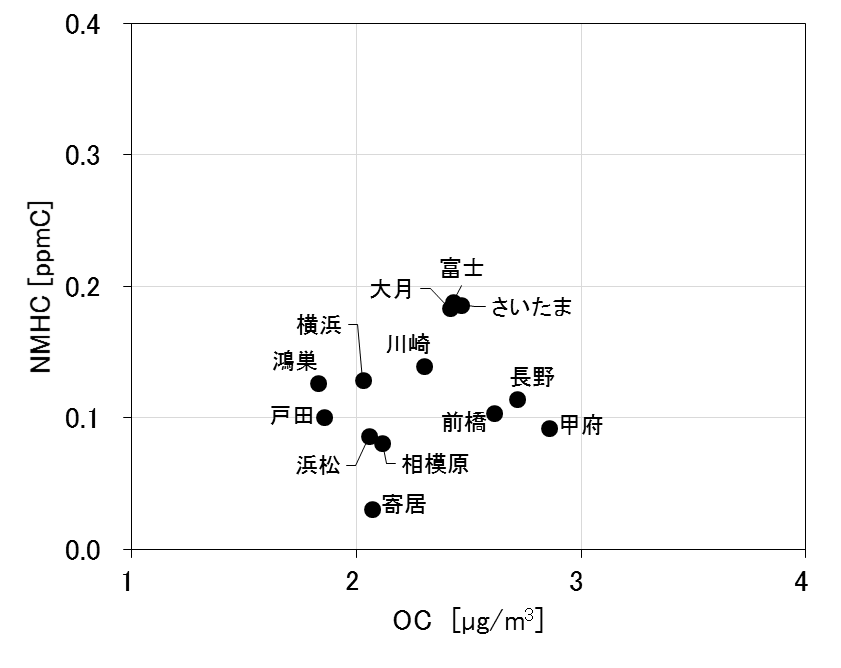 0.4
0.3
0.2
0.1
0.0
NMHC [ppmC]
富士
大月
さいたま
横浜
川崎
鴻巣
長野
戸田
前橋
甲府
浜松
相模原
寄居
1
2
3
4
OC [μg/m³]